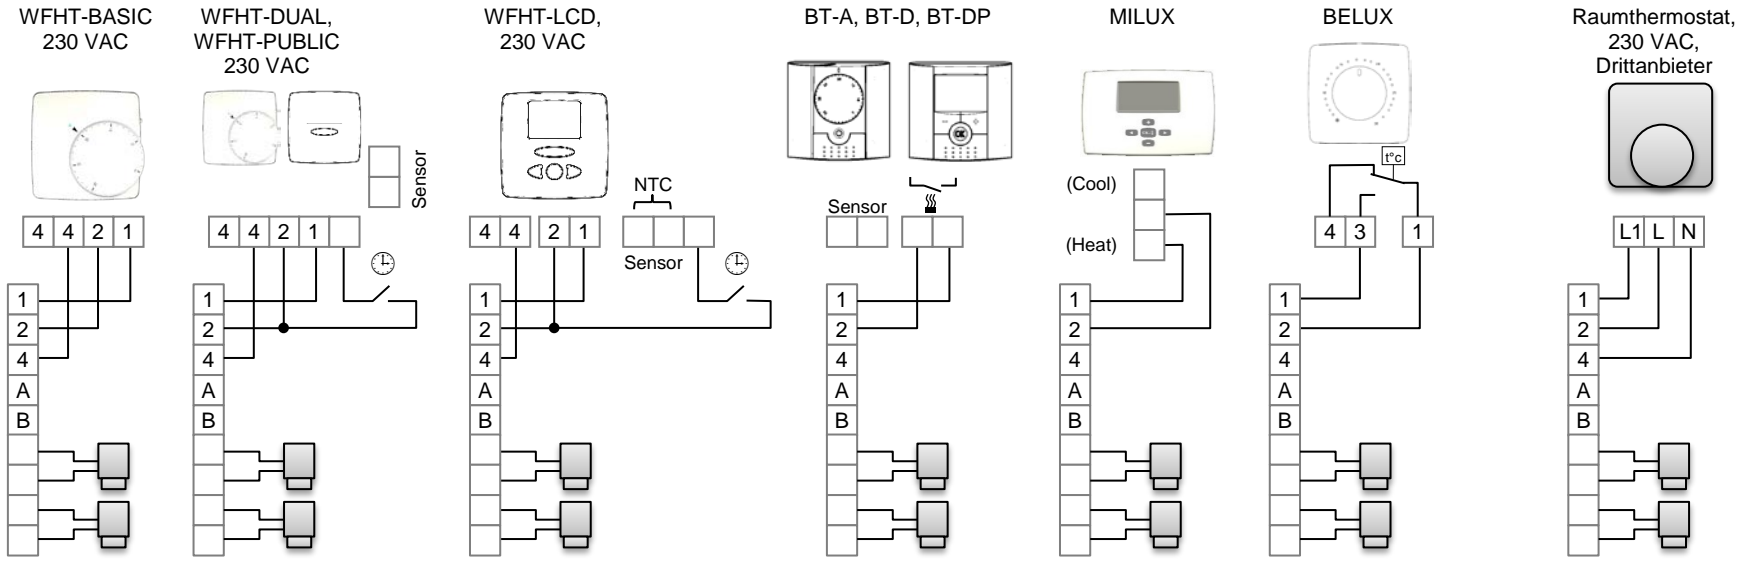 WFHT-BASIC
230 VAC
4 4 2 1
1
2
4
A
B
WFHT-DUAL,
WFHT-PUBLIC
230 VAC
Sensor
4 4 2 1
1
2
4
A
B
WFHT-LCD,
230 VAC
NTC
4 4 2 1
Sensor
1
2
4
A
B
BT-A, BT-D, BT-DP
Sensor
1
2
4
A
B
MILUX
(Cool)
(Heat)
1
2
4
A
B
BELUX
t°c
4 3 1
1
2
4
A
B
Raumthermostat,
230 VAC,
Drittanbieter
L1 L N
1
2
4
A
B